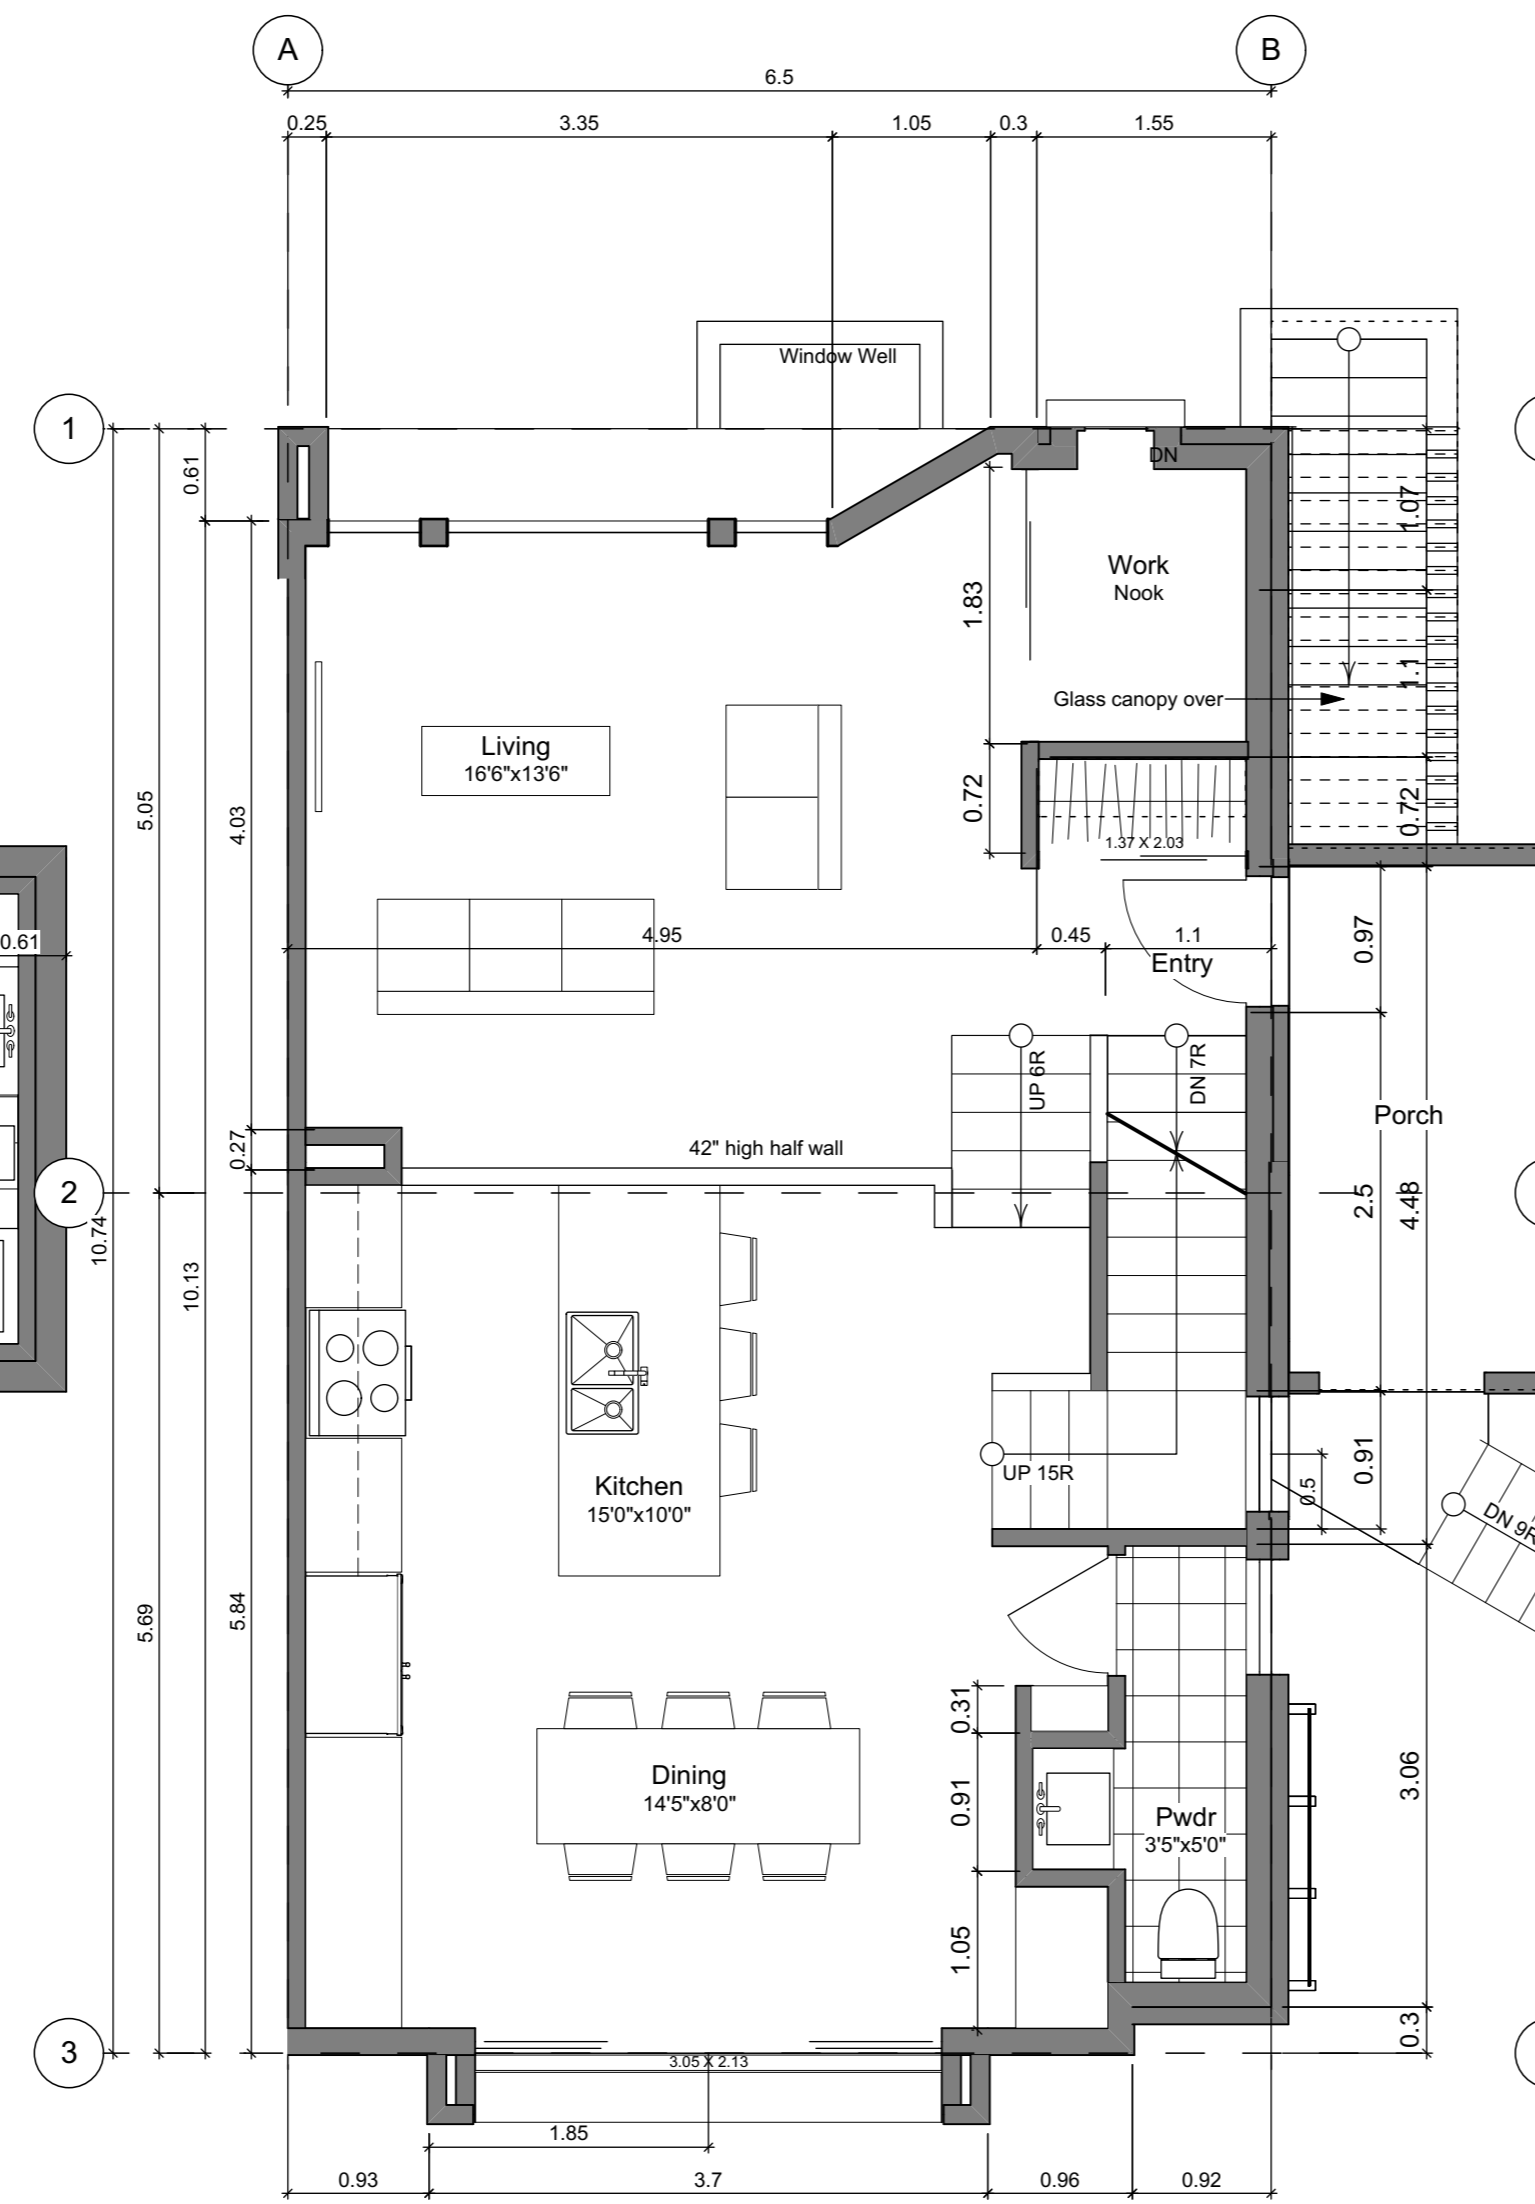 A
B
6.5
0.25
3.35
1.05
0.3
1.55
Window Well
1
0.61
DN
1.07
Work
Nook
1.83
1.1
Glass canopy over
Living
16'6"x13'6"
5.05
4.03
0.72
0.72
1.37 X 2.03
0.61
4.95
0.45
1.1
0.97
Entry
UP 6R
DN 7R
Porch
0.27
42" high half wall
2
2.5
4.48
10.74
10.13
Kitchen
15'0"x10'0"
UP 15R
0.91
0.5
DN 9R
5.69
5.84
0.31
Dining
14'5"x8'0"
0.91
Pwdr
3'5"x5'0"
3.06
1.05
0.3
3
3.05 X 2.13
1.85
0.93
3.7
0.96
0.92